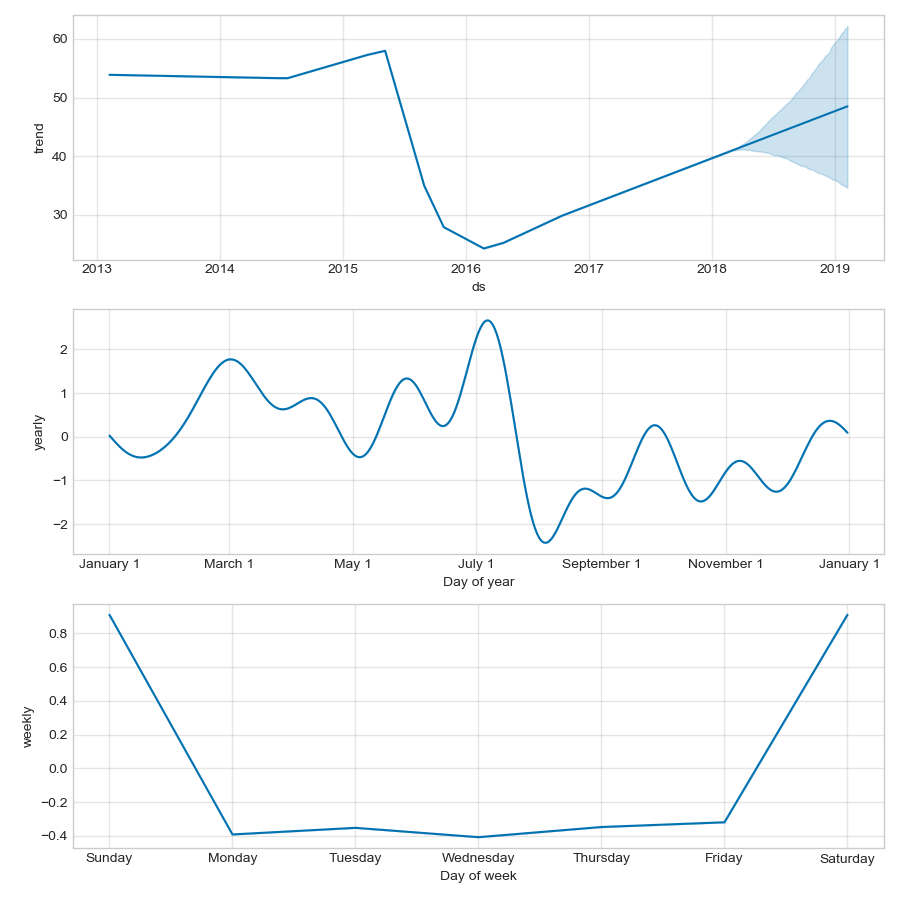 60
50
40
30
trend
2013 2014 2015 2016 2017 2018 2019
ds
2
1
0
−1
−2
yearly
January 1 March 1 May 1 July 1 September 1 November 1 January 1
Day of year
0.8
0.6
0.4
0.2
0.0
−0.2
−0.4
weekly
Sunday Monday Tuesday Wednesday Thursday Friday Saturday
Day of week